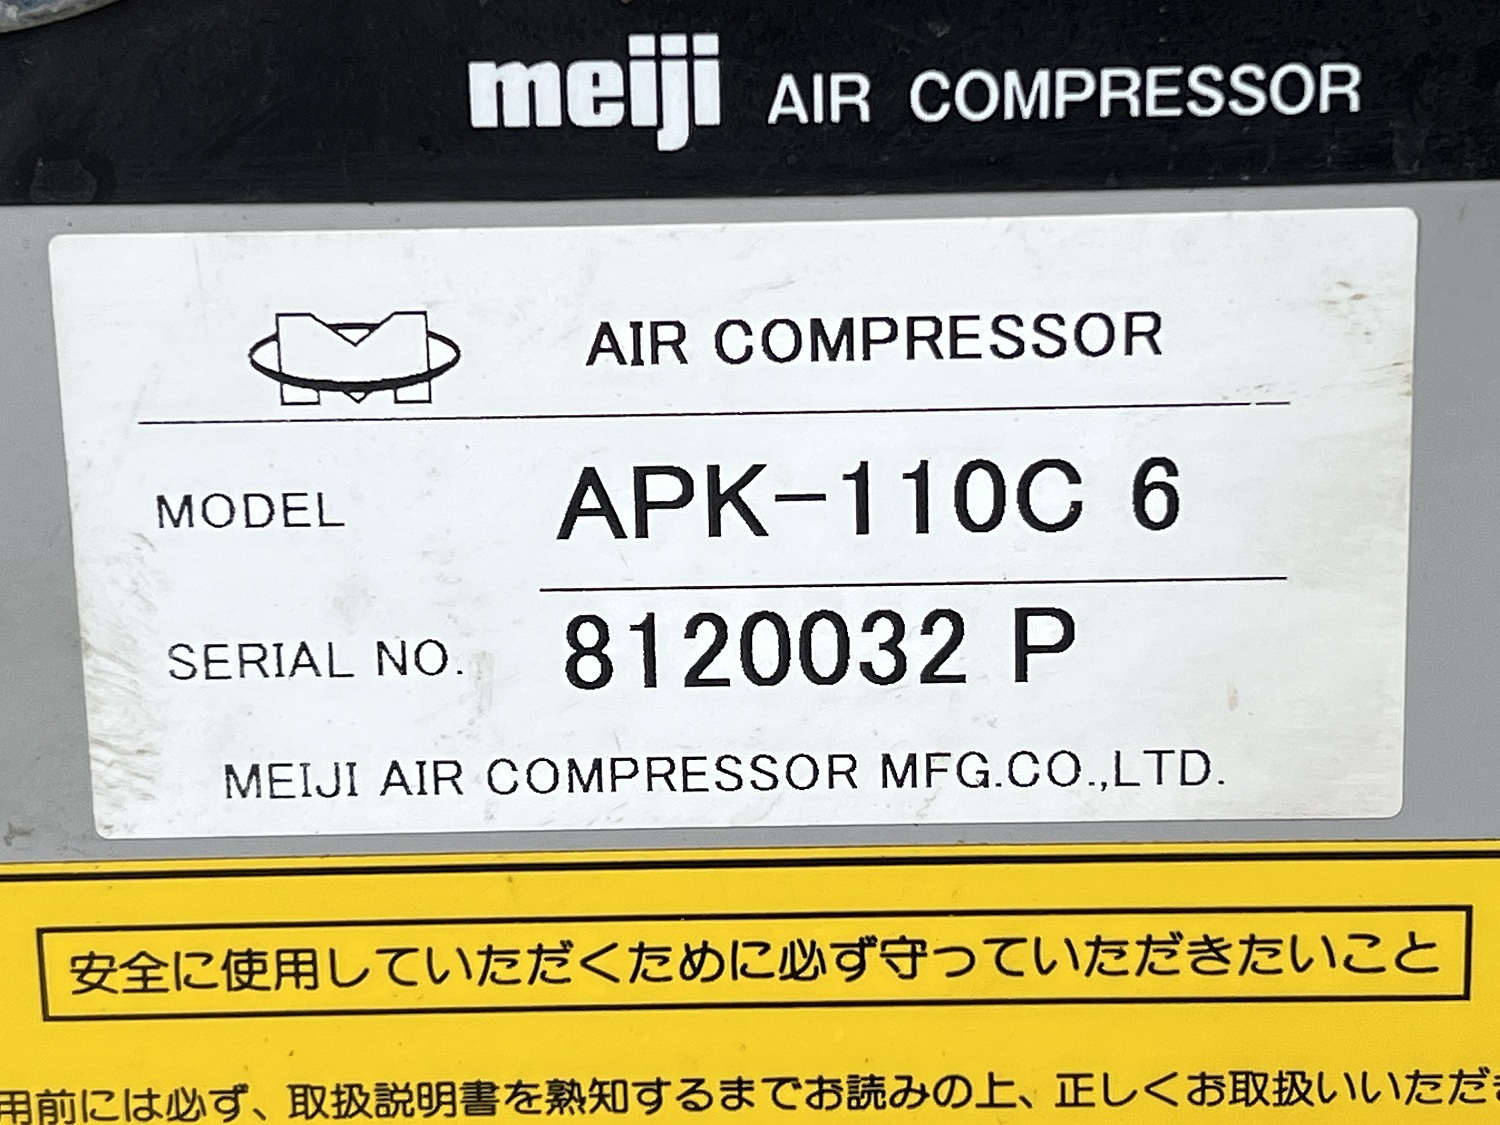 meiji AIR COMPRESSOR
AIR COMPRESSOR
MODEL APK-110C 6
SERIAL NO. 8120032 P
MEIJI AIR COMPRESSOR MFG.CO.,LTD.
安全に使用していただくために必ず守っていただきたいこと
用前には必ず、取扱説明書を熟知するまでお読みの上、正しくお取扱いいただき